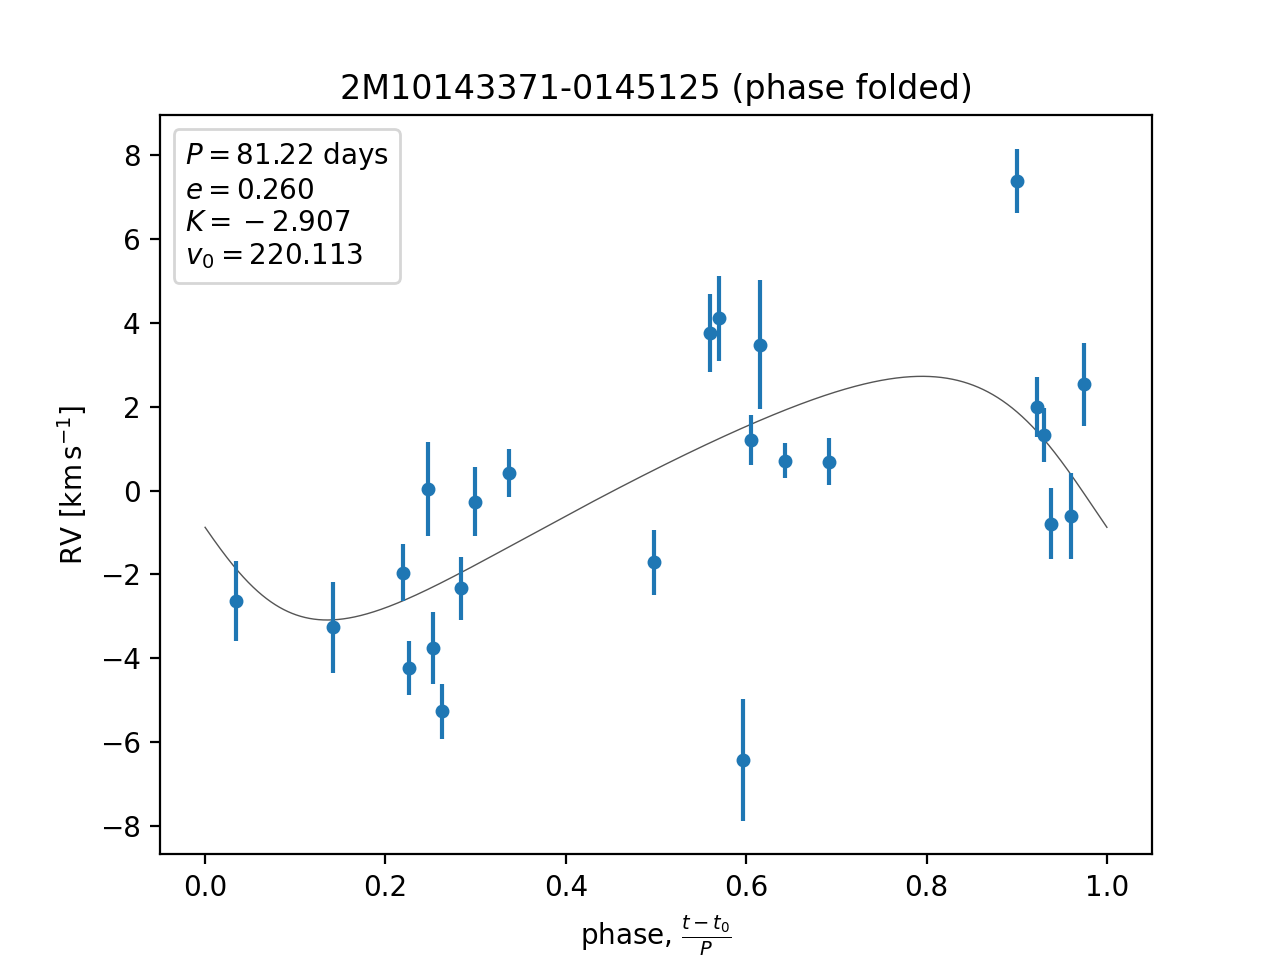 2M10143371-0145125 (phase folded)
P = 81.22 days
e = 0.260
K = −2.907
v₀ = 220.113
8
6
4
2
0
−2
−4
−6
−8
RV [km s⁻¹]
0.0 0.2 0.4 0.6 0.8 1.0
phase, (t − t₀)/P